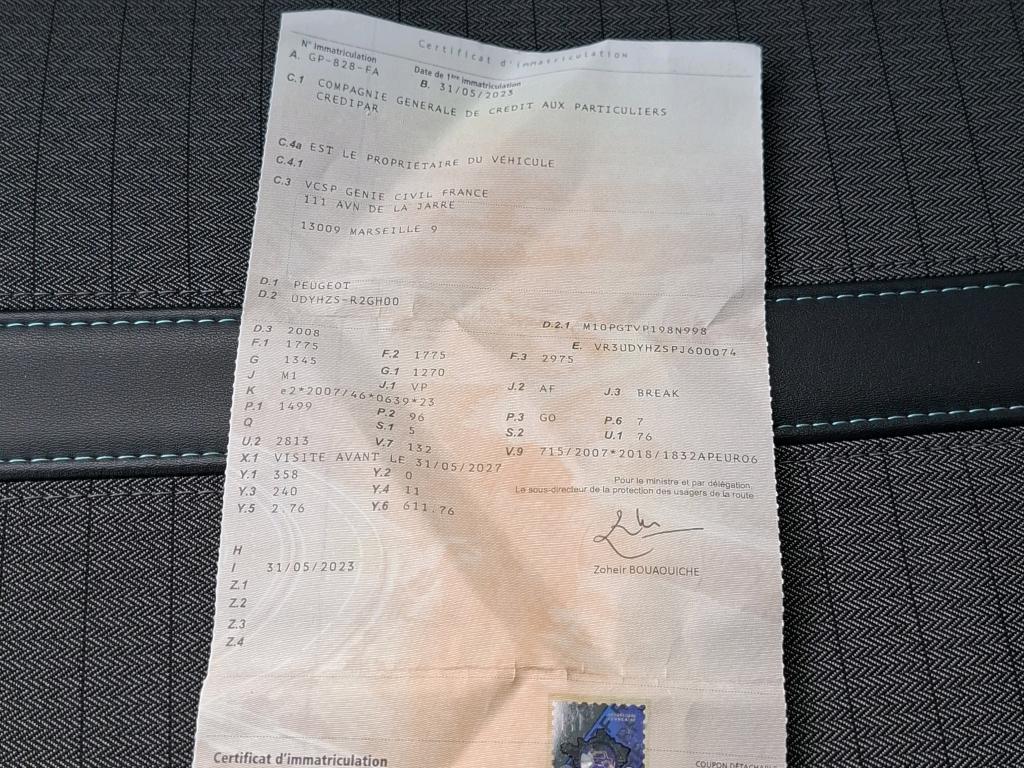 Certificat d'immatriculation
N° immatriculation
A. GP-828-FA
Date de 1ère immatriculation
B. 31/05/2023
C.1 COMPAGNIE GENERALE DE CREDIT AUX PARTICULIERS
CREDIPAR
C.4a EST LE PROPRIÉTAIRE DU VÉHICULE
C.4.1
C.3 VCSP GENIE CIVIL FRANCE
111 AVN DE LA JARRE
13009 MARSEILLE 9
D.1 PEUGEOT
D.2 UDYHZS-R2GH00
D.2.1 M10PGTVP198N998
D.3 2008
E. VR3UDYHZSPJ600074
F.1 1775 F.2 1775 F.3 2975
G 1345 G.1 1270
J M1 J.1 VP J.2 AF J.3 BREAK
K e2*2007/46*0639*23
P.1 1499 P.2 96 P.3 GO P.6 7
Q S.1 5 S.2 U.1 76
U.2 2813 V.7 132 V.9 715/2007*2018/1832APEURO6
X.1 VISITE AVANT LE 31/05/2027
Y.1 358 Y.2 0
Y.3 240 Y.4 11
Y.5 2.76 Y.6 611.76
Pour le ministre et par délégation,
Le sous-directeur de la protection des usagers de la route
Zoheir BOUAOUICHE
H
I 31/05/2023
Z.1
Z.2
Z.3
Z.4
Certificat d'immatriculation
COUPON DÉTACHABLE